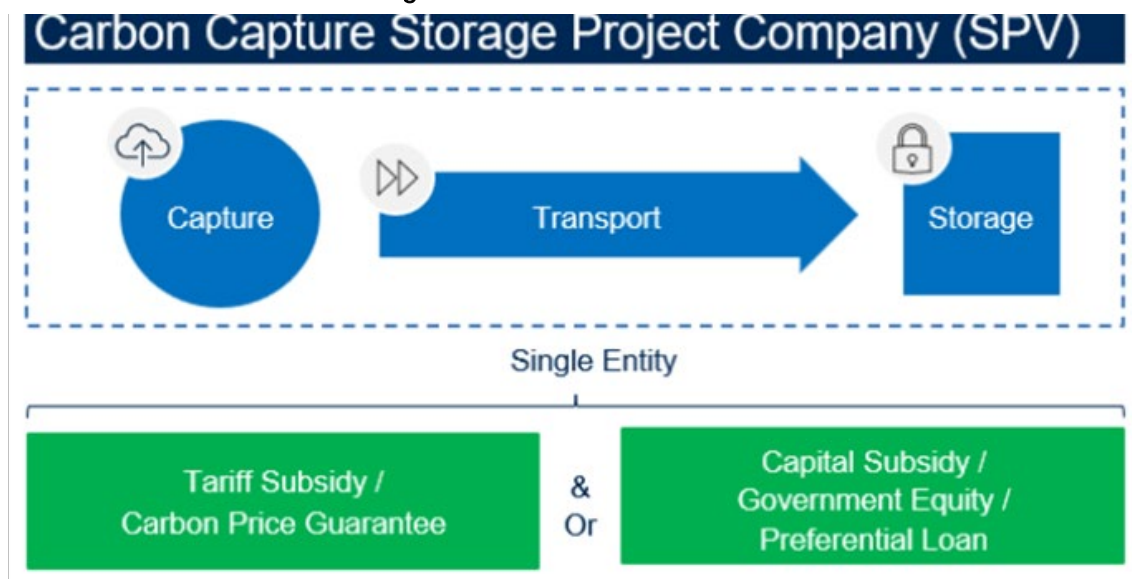 Carbon Capture Storage Project Company (SPV)
Capture
Transport
Storage
Single Entity
Tariff Subsidy /
Carbon Price Guarantee
&
Or
Capital Subsidy /
Government Equity /
Preferential Loan